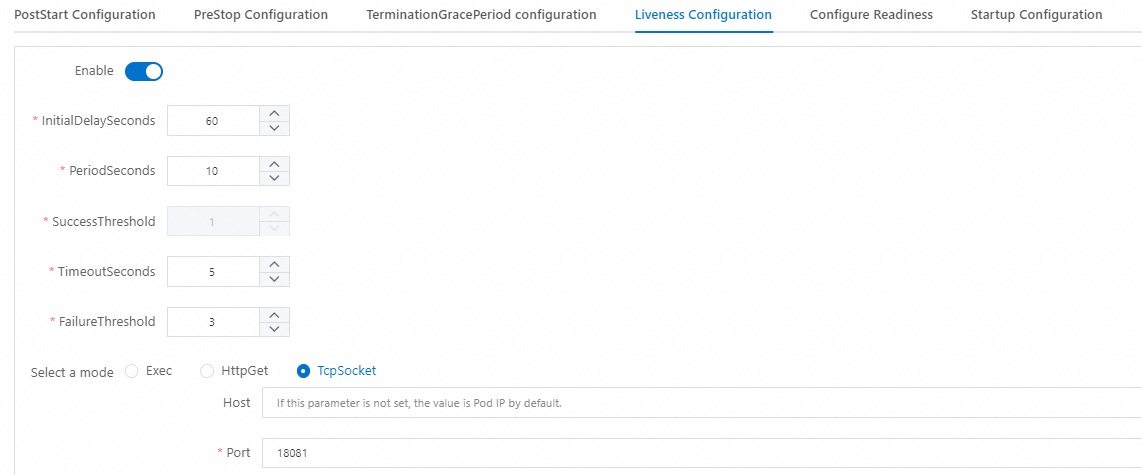 PostStart Configuration PreStop Configuration TerminationGracePeriod configuration Liveness Configuration Configure Readiness Startup Configuration
Enable
* InitialDelaySeconds 60
* PeriodSeconds 10
* SuccessThreshold 1
* TimeoutSeconds 5
* FailureThreshold 3
Select a mode Exec HttpGet TcpSocket
Host If this parameter is not set, the value is Pod IP by default.
* Port 18081